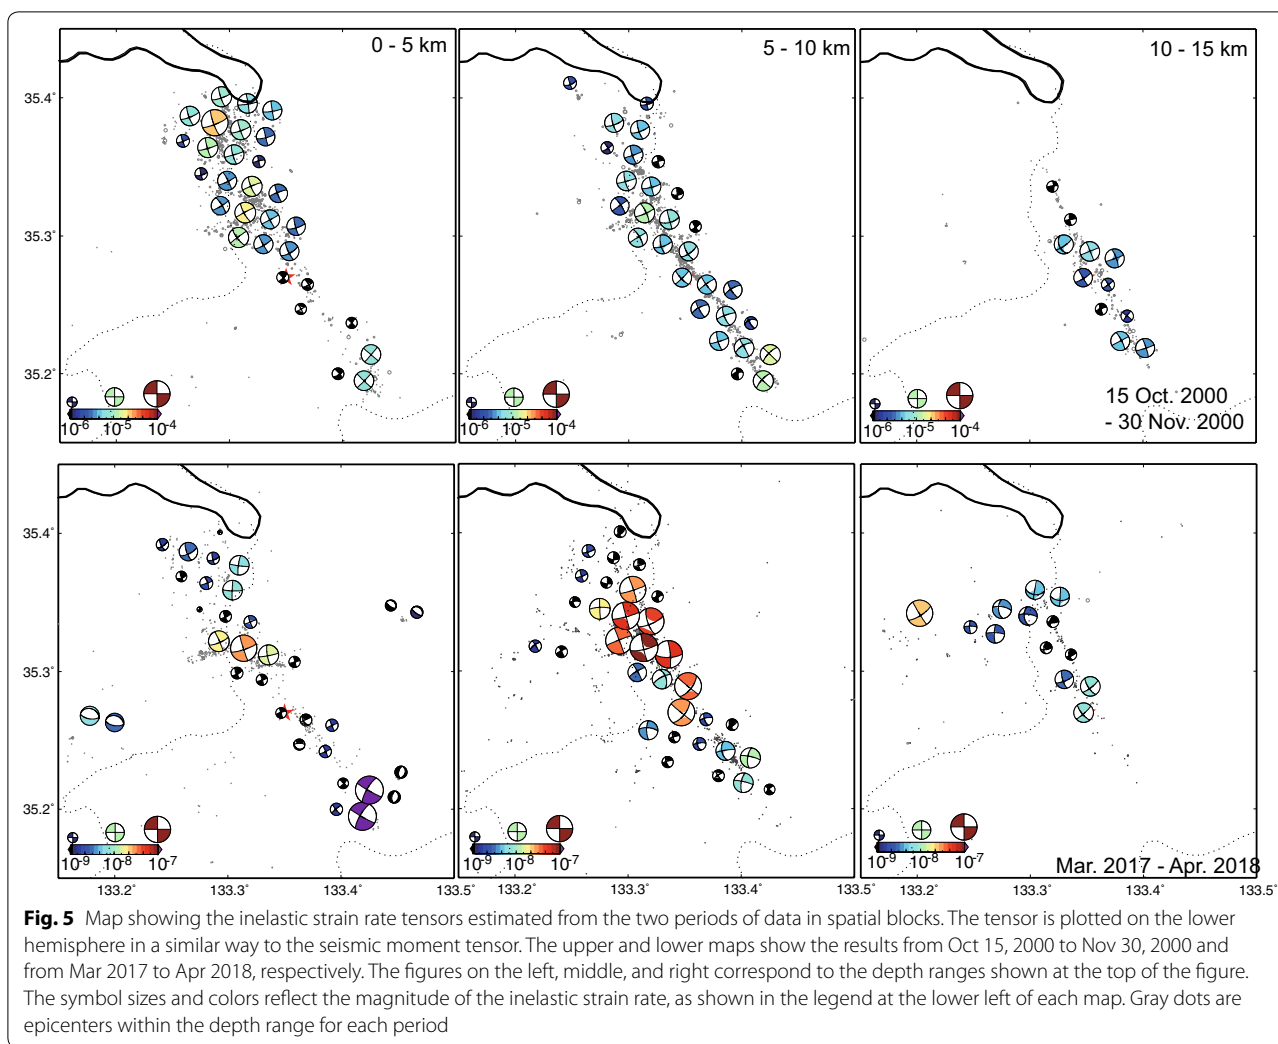 0 - 5 km
5 - 10 km
10 - 15 km
35.4°
35.3°
35.2°
10-6 10-5 10-4
10-6 10-5 10-4
10-6 10-5 10-4
15 Oct. 2000
- 30 Nov. 2000
35.4°
35.3°
35.2°
10-9 10-8 10-7
10-9 10-8 10-7
10-9 10-8 10-7
Mar. 2017 - Apr. 2018
133.2° 133.3° 133.4° 133.5° 133.2° 133.3° 133.4° 133.5° 133.2° 133.3° 133.4° 133.5°
Fig. 5 Map showing the inelastic strain rate tensors estimated from the two periods of data in spatial blocks. The tensor is plotted on the lower
hemisphere in a similar way to the seismic moment tensor. The upper and lower maps show the results from Oct 15, 2000 to Nov 30, 2000 and
from Mar 2017 to Apr 2018, respectively. The figures on the left, middle, and right correspond to the depth ranges shown at the top of the figure.
The symbol sizes and colors reflect the magnitude of the inelastic strain rate, as shown in the legend at the lower left of each map. Gray dots are
epicenters within the depth range for each period